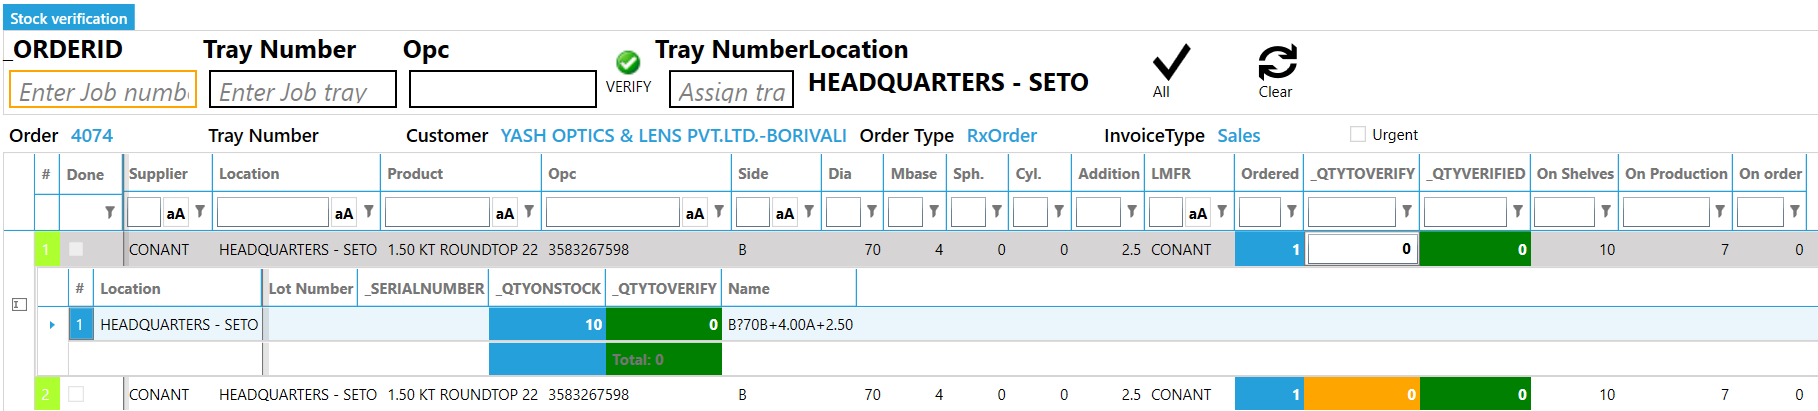 Stock verification
_ORDERID Tray Number Opc Tray Number Location
Enter Job numb Enter Job tray VERIFY Assign tra HEADQUARTERS - SETO All Clear
Order 4074 Tray Number Customer YASH OPTICS & LENS PVT.LTD.-BORIVALI Order Type RxOrder InvoiceType Sales Urgent
# Done Supplier Location Product Opc Side Dia Mbase Sph. Cyl. Addition LMFR Ordered _QTYTOVERIFY _QTYVERIFIED On Shelves On Production On order
aA aA aA aA aA aA
1 CONANT HEADQUARTERS - SETO 1.50 KT ROUNDTOP 22 3583267598 B 70 4 0 0 2.5 CONANT 1 0 0 10 7 0
# Location Lot Number _SERIALNUMBER _QTYONSTOCK _QTYTOVERIFY Name
1 HEADQUARTERS - SETO 10 0 B?70B+4.00A+2.50
Total: 0
2 CONANT HEADQUARTERS - SETO 1.50 KT ROUNDTOP 22 3583267598 B 70 4 0 0 2.5 CONANT 1 0 0 10 7 0